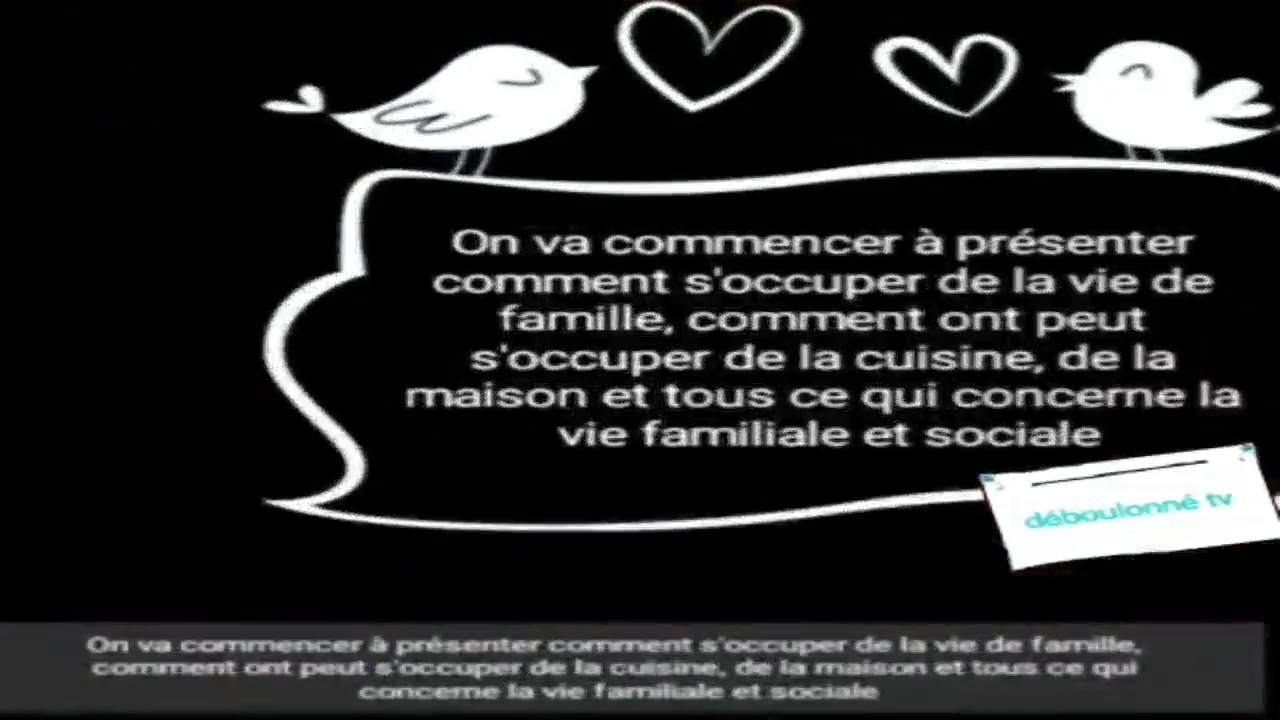 On va commencer à présenter
comment s'occuper de la vie de
famille, comment ont peut
s'occuper de la cuisine, de la
maison et tous ce qui concerne la
vie familiale et sociale
déboulonné tv
On va commencer à présenter comment s'occuper de la vie de famille,
comment ont peut s'occuper de la cuisine, de la maison et tous ce qui
concerne la vie familiale et sociale